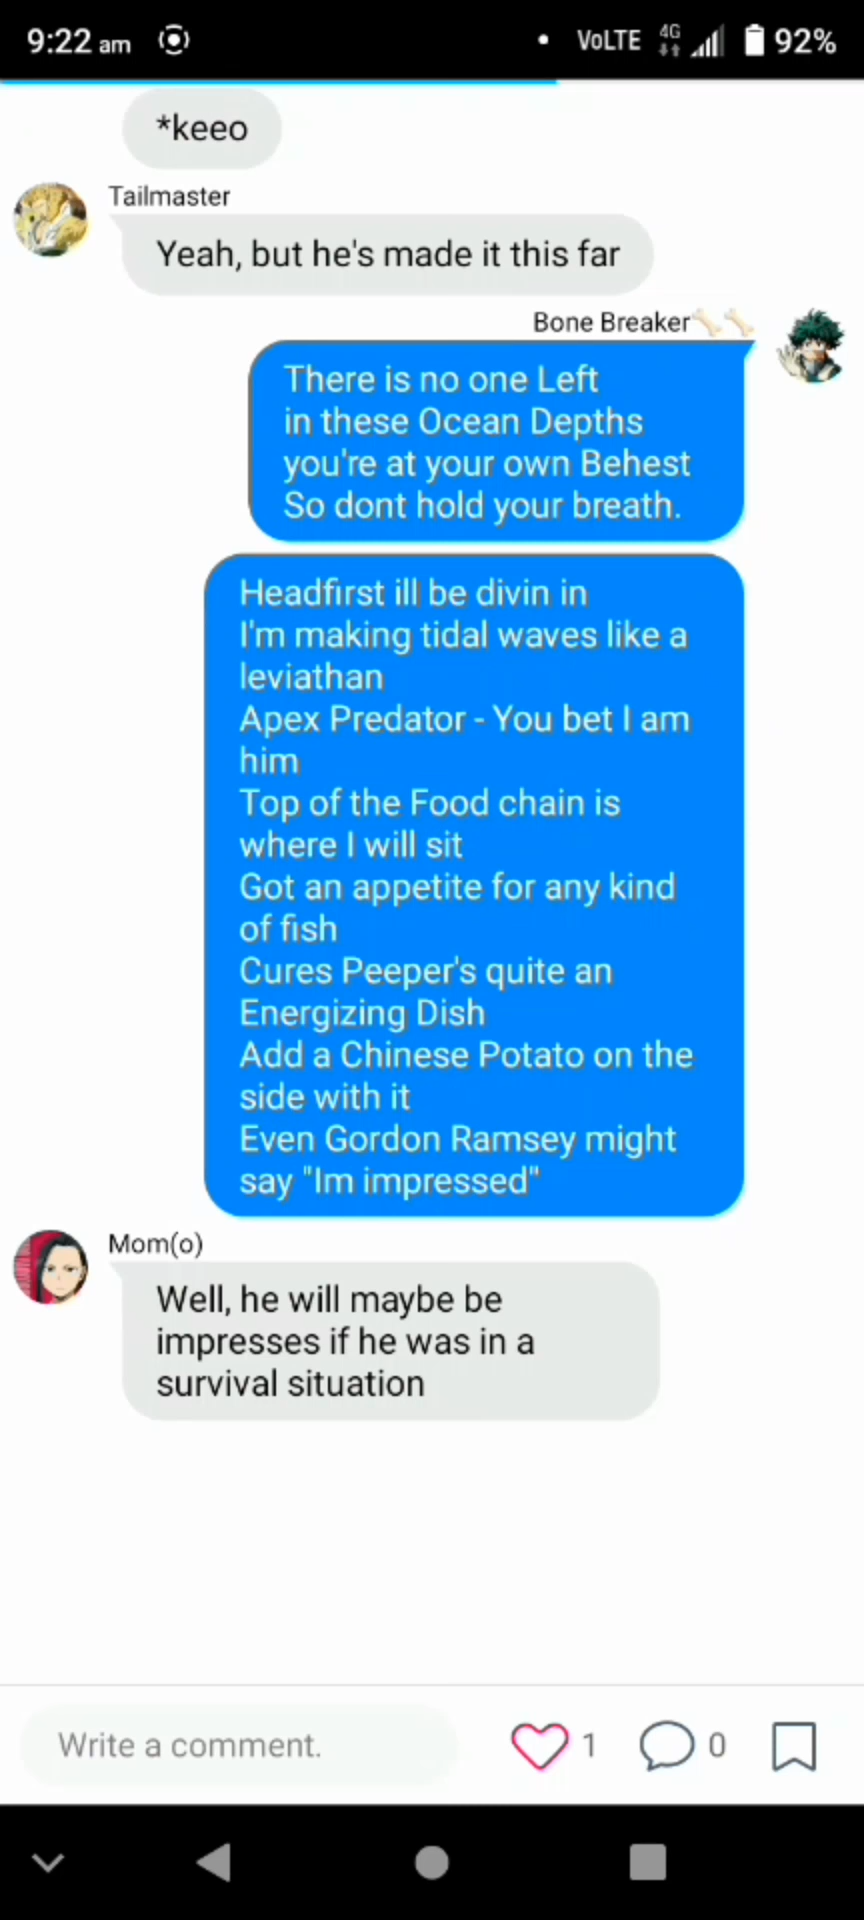 9:22 am VoLTE 4G 92%
*keeo
Tailmaster
Yeah, but he's made it this far
Bone Breaker🦴🦴
There is no one Left
in these Ocean Depths
you're at your own Behest
So dont hold your breath.
Headfirst ill be divin in
I'm making tidal waves like a
leviathan
Apex Predator - You bet I am
him
Top of the Food chain is
where I will sit
Got an appetite for any kind
of fish
Cures Peeper's quite an
Energizing Dish
Add a Chinese Potato on the
side with it
Even Gordon Ramsey might
say "Im impressed"
Mom(o)
Well, he will maybe be
impresses if he was in a
survival situation
Write a comment. 1 0